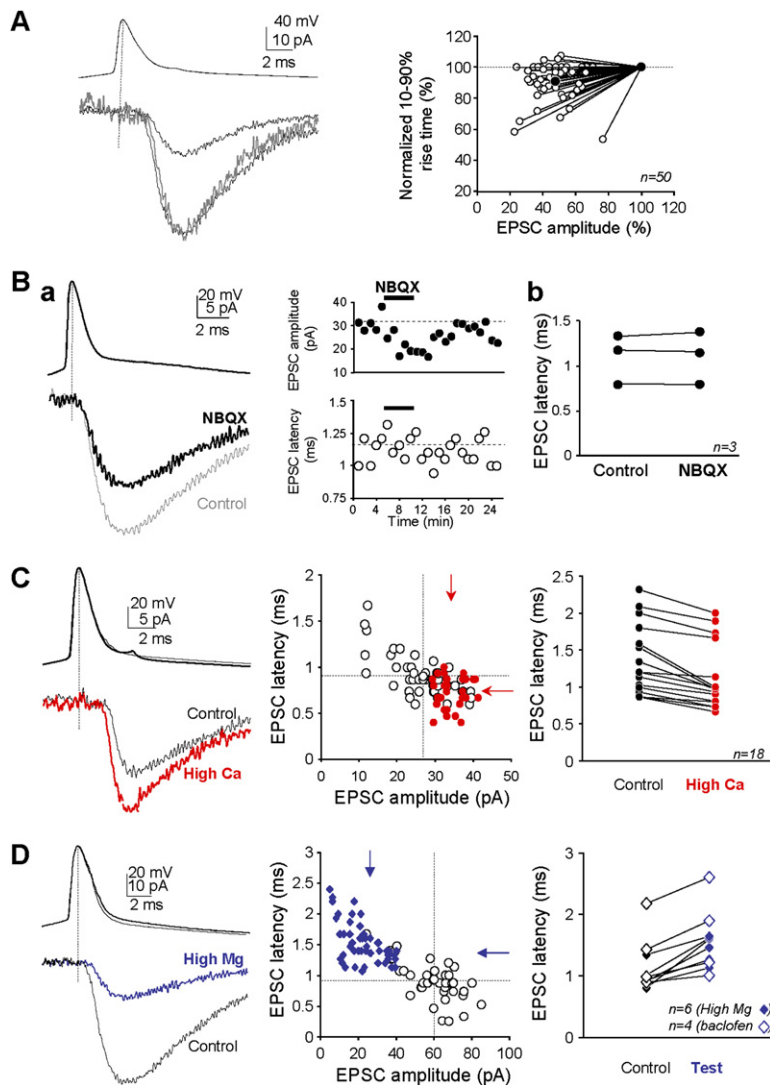 A
40 mV
10 pA
2 ms
Normalized 10-90%
rise time (%)
120
100
80
60
40
20
n=50
0 20 40 60 80 100 120
EPSC amplitude (%)
B
a
20 mV
5 pA
2 ms
NBQX
Control
NBQX
EPSC amplitude
(pA)
40
30
20
10
EPSC latency
(ms)
1.5
1.25
1
0.75
0 4 8 12 16 20 24
Time (min)
b
EPSC latency (ms)
1.5
1
0.5
0
n=3
Control NBQX
C
20 mV
5 pA
2 ms
Control
High Ca
EPSC latency (ms)
2
1.5
1
0.5
0
0 10 20 30 40 50
EPSC amplitude (pA)
EPSC latency (ms)
2.5
2
1.5
1
0.5
0
n=18
Control High Ca
D
20 mV
10 pA
2 ms
High Mg
Control
EPSC latency (ms)
3
2
1
0
0 20 40 60 80 100
EPSC amplitude (pA)
EPSC latency (ms)
3
2
1
0
n=6 (High Mg )
n=4 (baclofen )
Control Test